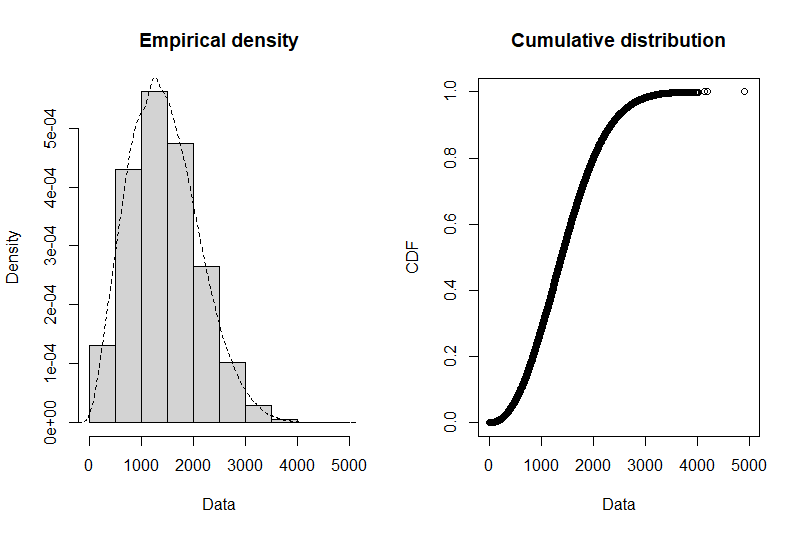 Empirical density
Density
5e-04
4e-04
3e-04
2e-04
1e-04
0e+00
0 1000 2000 3000 4000 5000
Data
Cumulative distribution
CDF
1.0
0.8
0.6
0.4
0.2
0.0
0 1000 2000 3000 4000 5000
Data